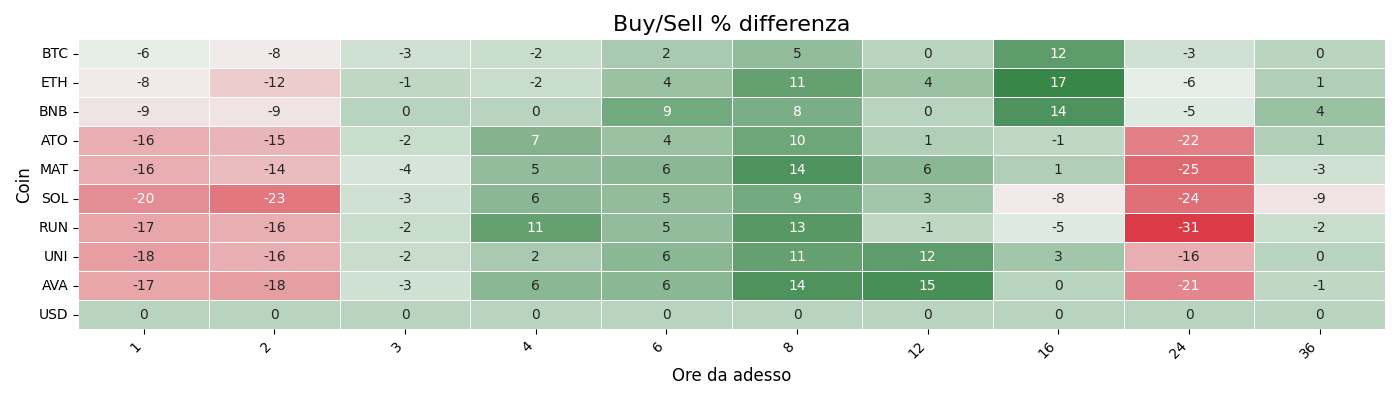 Buy/Sell % differenza
Coin
BTC -6 -8 -3 -2 2 5 0 12 -3 0
ETH -8 -12 -1 -2 4 11 4 17 -6 1
BNB -9 -9 0 0 9 8 0 14 -5 4
ATO -16 -15 -2 7 4 10 1 -1 -22 1
MAT -16 -14 -4 5 6 14 6 1 -25 -3
SOL -20 -23 -3 6 5 9 3 -8 -24 -9
RUN -17 -16 -2 11 5 13 -1 -5 -31 -2
UNI -18 -16 -2 2 6 11 12 3 -16 0
AVA -17 -18 -3 6 6 14 15 0 -21 -1
USD 0 0 0 0 0 0 0 0 0 0
1 2 3 4 6 8 12 16 24 36
Ore da adesso